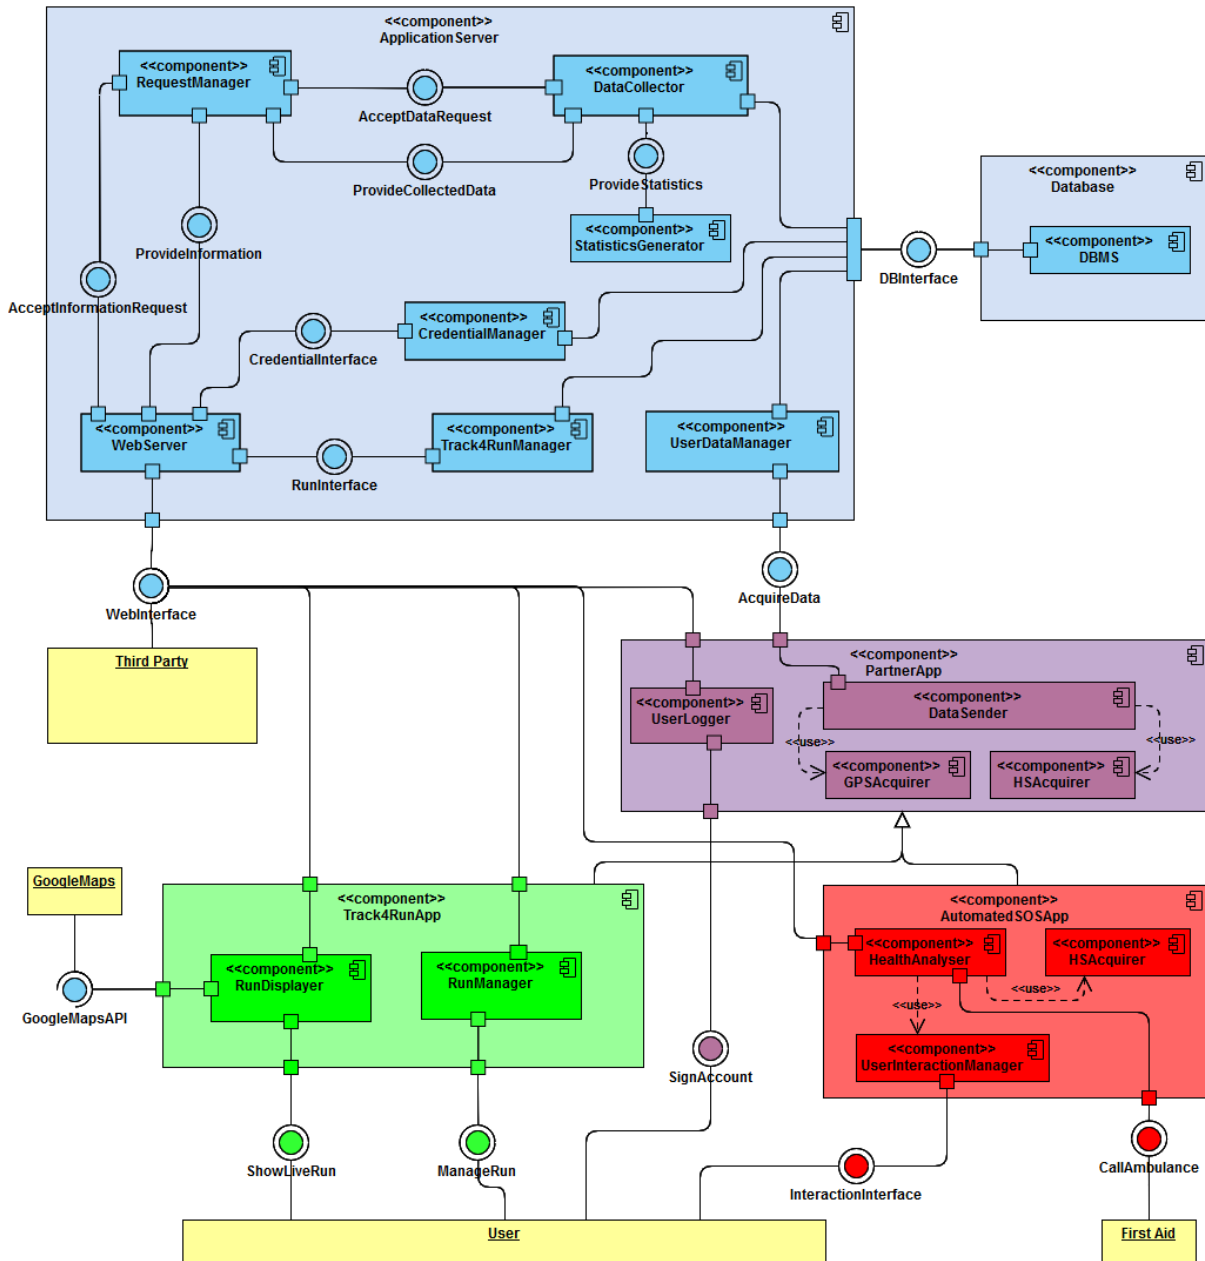 <<component>>
ApplicationServer
<<component>>
RequestManager
<<component>>
DataCollector
AcceptDataRequest
ProvideCollectedData
ProvideStatistics
<<component>>
Database
<<component>>
StatisticsGenerator
<<component>>
DBMS
ProvideInformation
DBInterface
AcceptInformationRequest
<<component>>
CredentialManager
CredentialInterface
<<component>>
WebServer
<<component>>
Track4RunManager
<<component>>
UserDataManager
RunInterface
WebInterface
AcquireData
Third Party
<<component>>
PartnerApp
<<component>>
UserLogger
<<component>>
DataSender
<<use>>
<<use>>
<<component>>
GPSAcquirer
<<component>>
HSAcquirer
GoogleMaps
<<component>>
Track4RunApp
<<component>>
AutomatedSOSApp
<<component>>
RunDisplayer
<<component>>
RunManager
<<component>>
HealthAnalyser
<<component>>
HSAcquirer
GoogleMapsAPI
<<use>>
<<use>>
<<component>>
UserInteractionManager
SignAccount
ShowLiveRun
ManageRun
InteractionInterface
CallAmbulance
User
First Aid